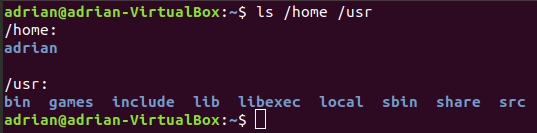 adrian@adrian-VirtualBox:~$ ls /home /usr
/home:
adrian
/usr:
bin games include lib libexec local sbin share src
adrian@adrian-VirtualBox:~$